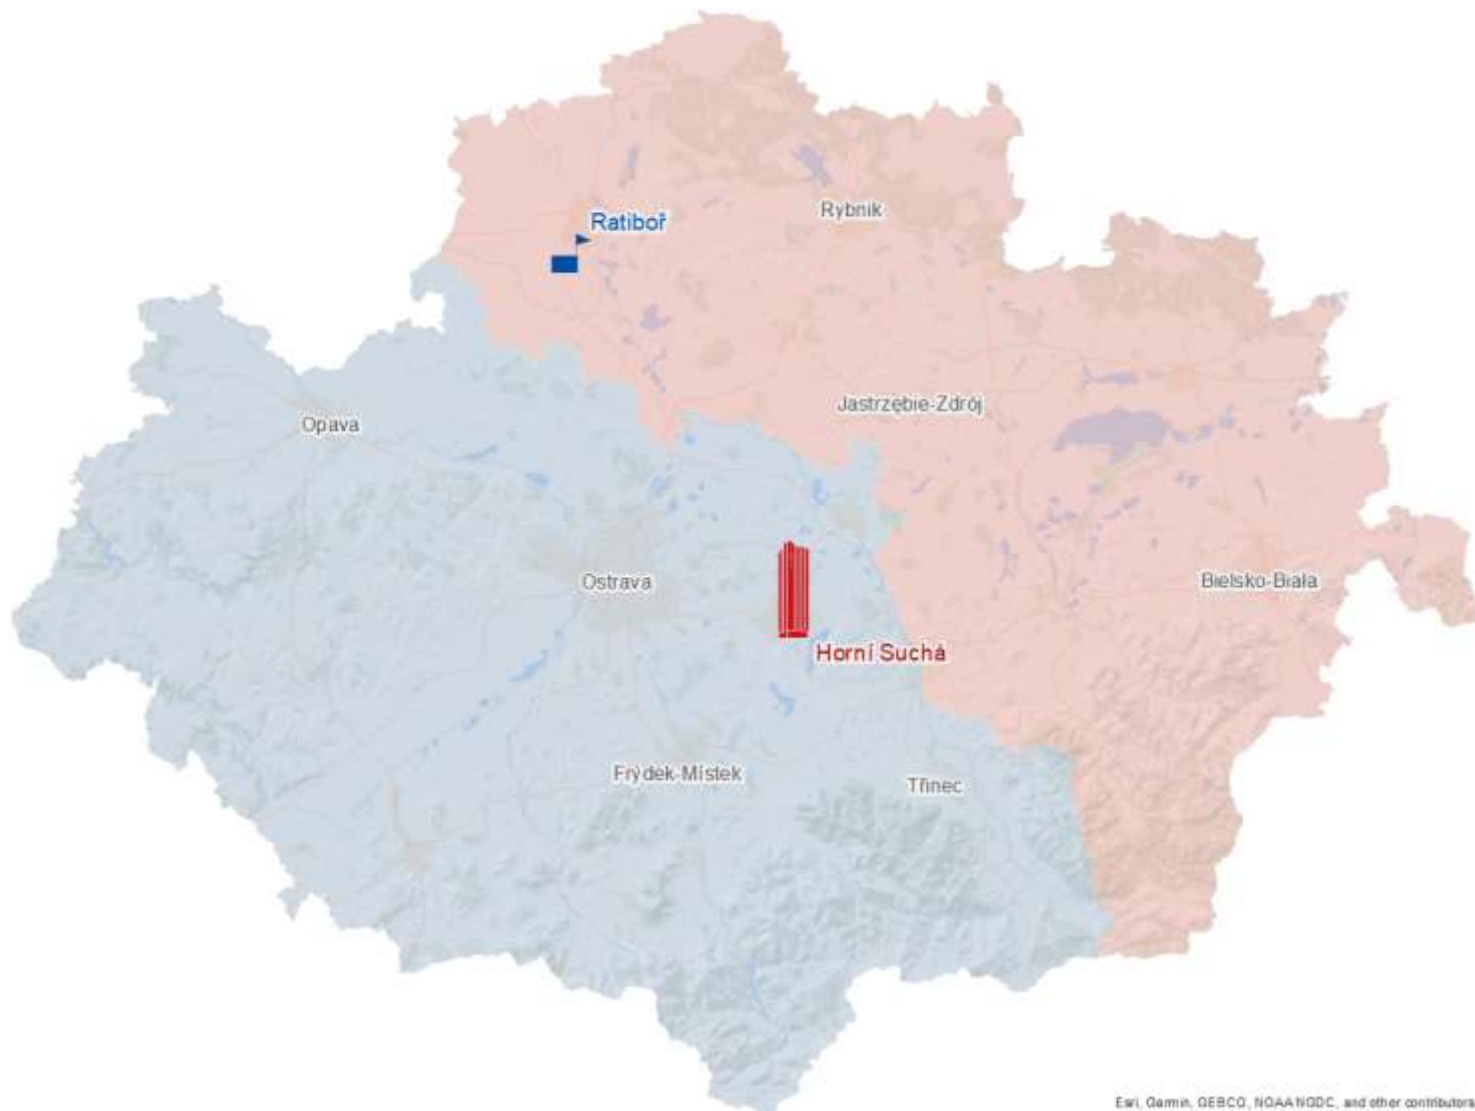 Rybnik
Ratiboř
Jastrzębie-Zdrój
Opava
Ostrava
Bielsko-Biała
Horní Suchá
Frýdek-Místek
Třinec
Esri, Garmin, GEBCO, NOAA NGDC, and other contributors